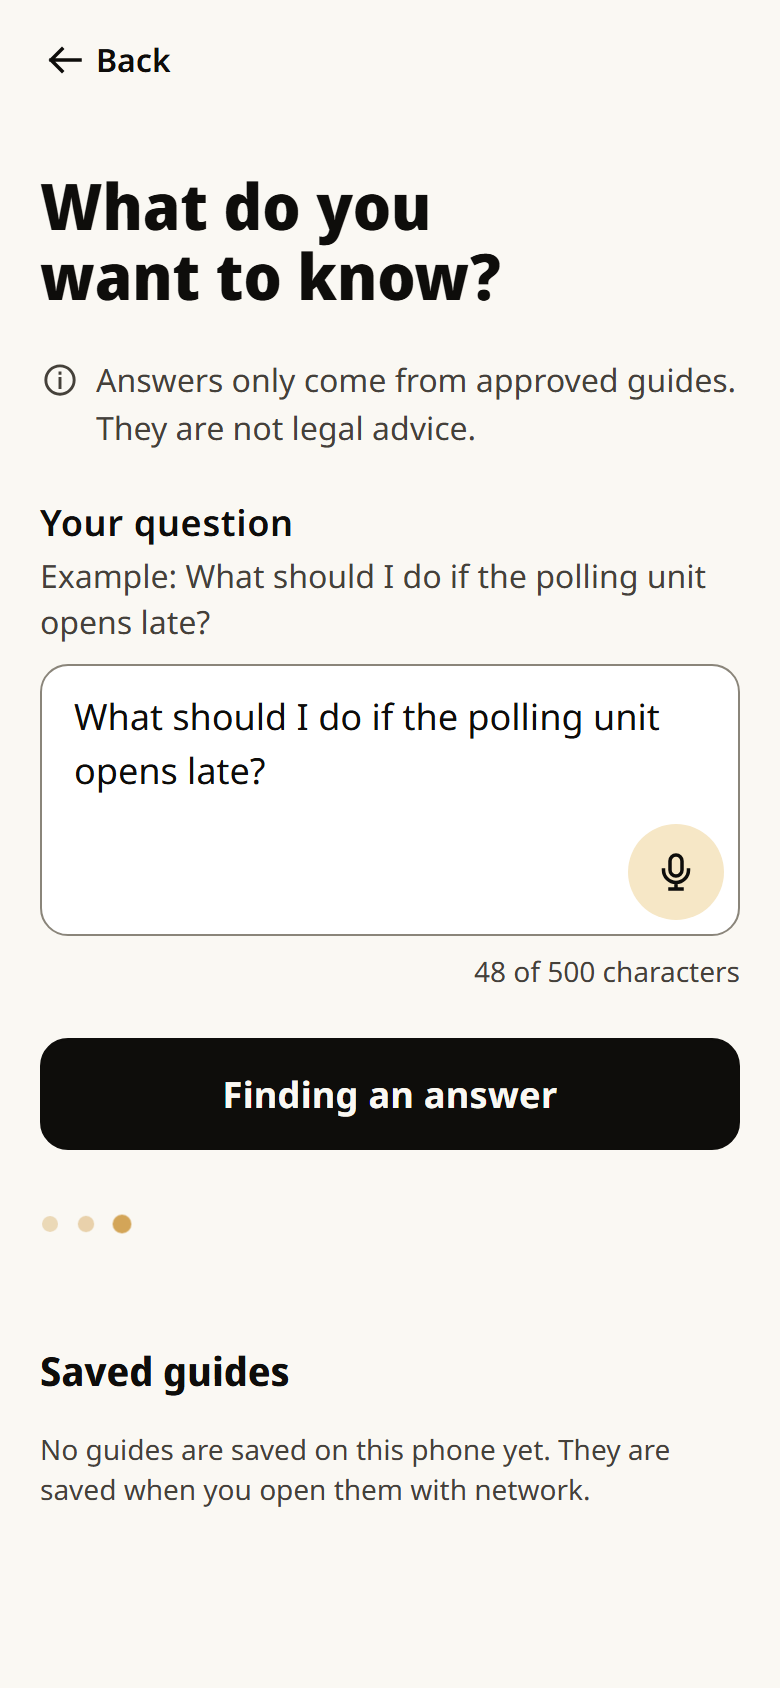 Back
What do you
want to know?
Answers only come from approved guides.
They are not legal advice.
Your question
Example: What should I do if the polling unit
opens late?
What should I do if the polling unit
opens late?
48 of 500 characters
Finding an answer
Saved guides
No guides are saved on this phone yet. They are
saved when you open them with network.